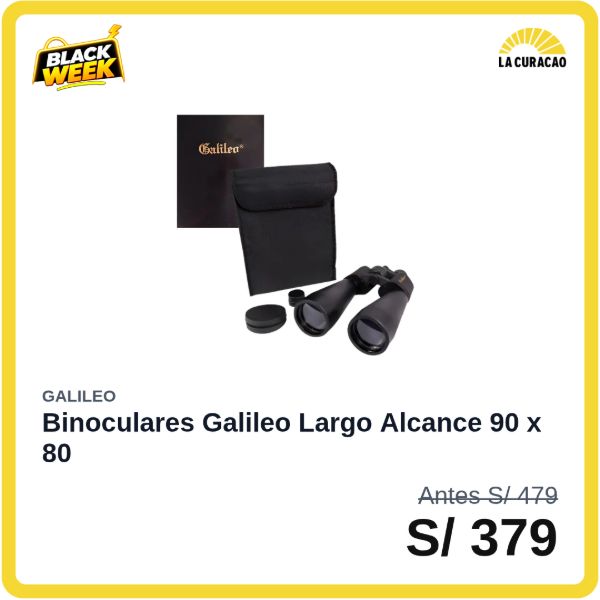 BLACK
WEEK
LA CURACAO
Galileo®
GALILEO
Binoculares Galileo Largo Alcance 90 x
80
Antes S/ 479
S/ 379